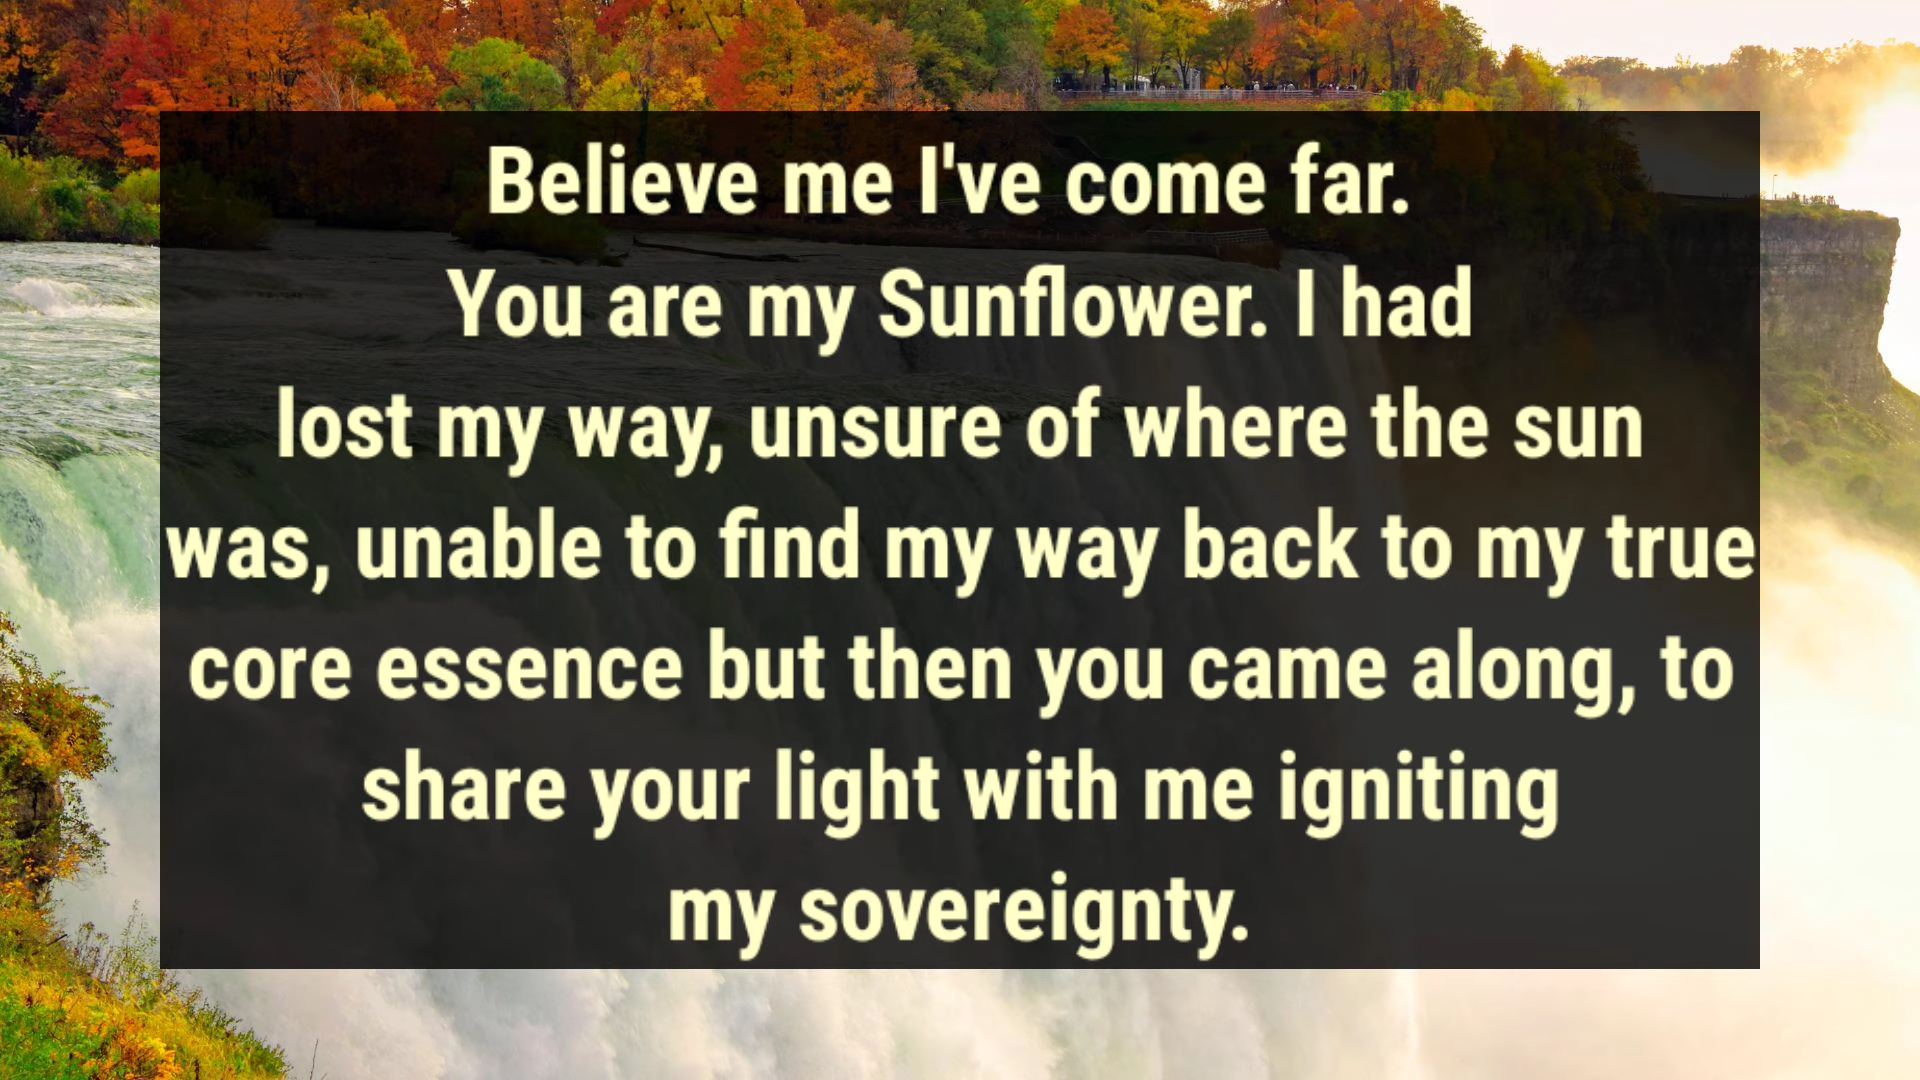 Believe me I've come far.
You are my Sunflower. I had
lost my way, unsure of where the sun
was, unable to find my way back to my true
core essence but then you came along, to
share your light with me igniting
my sovereignty.